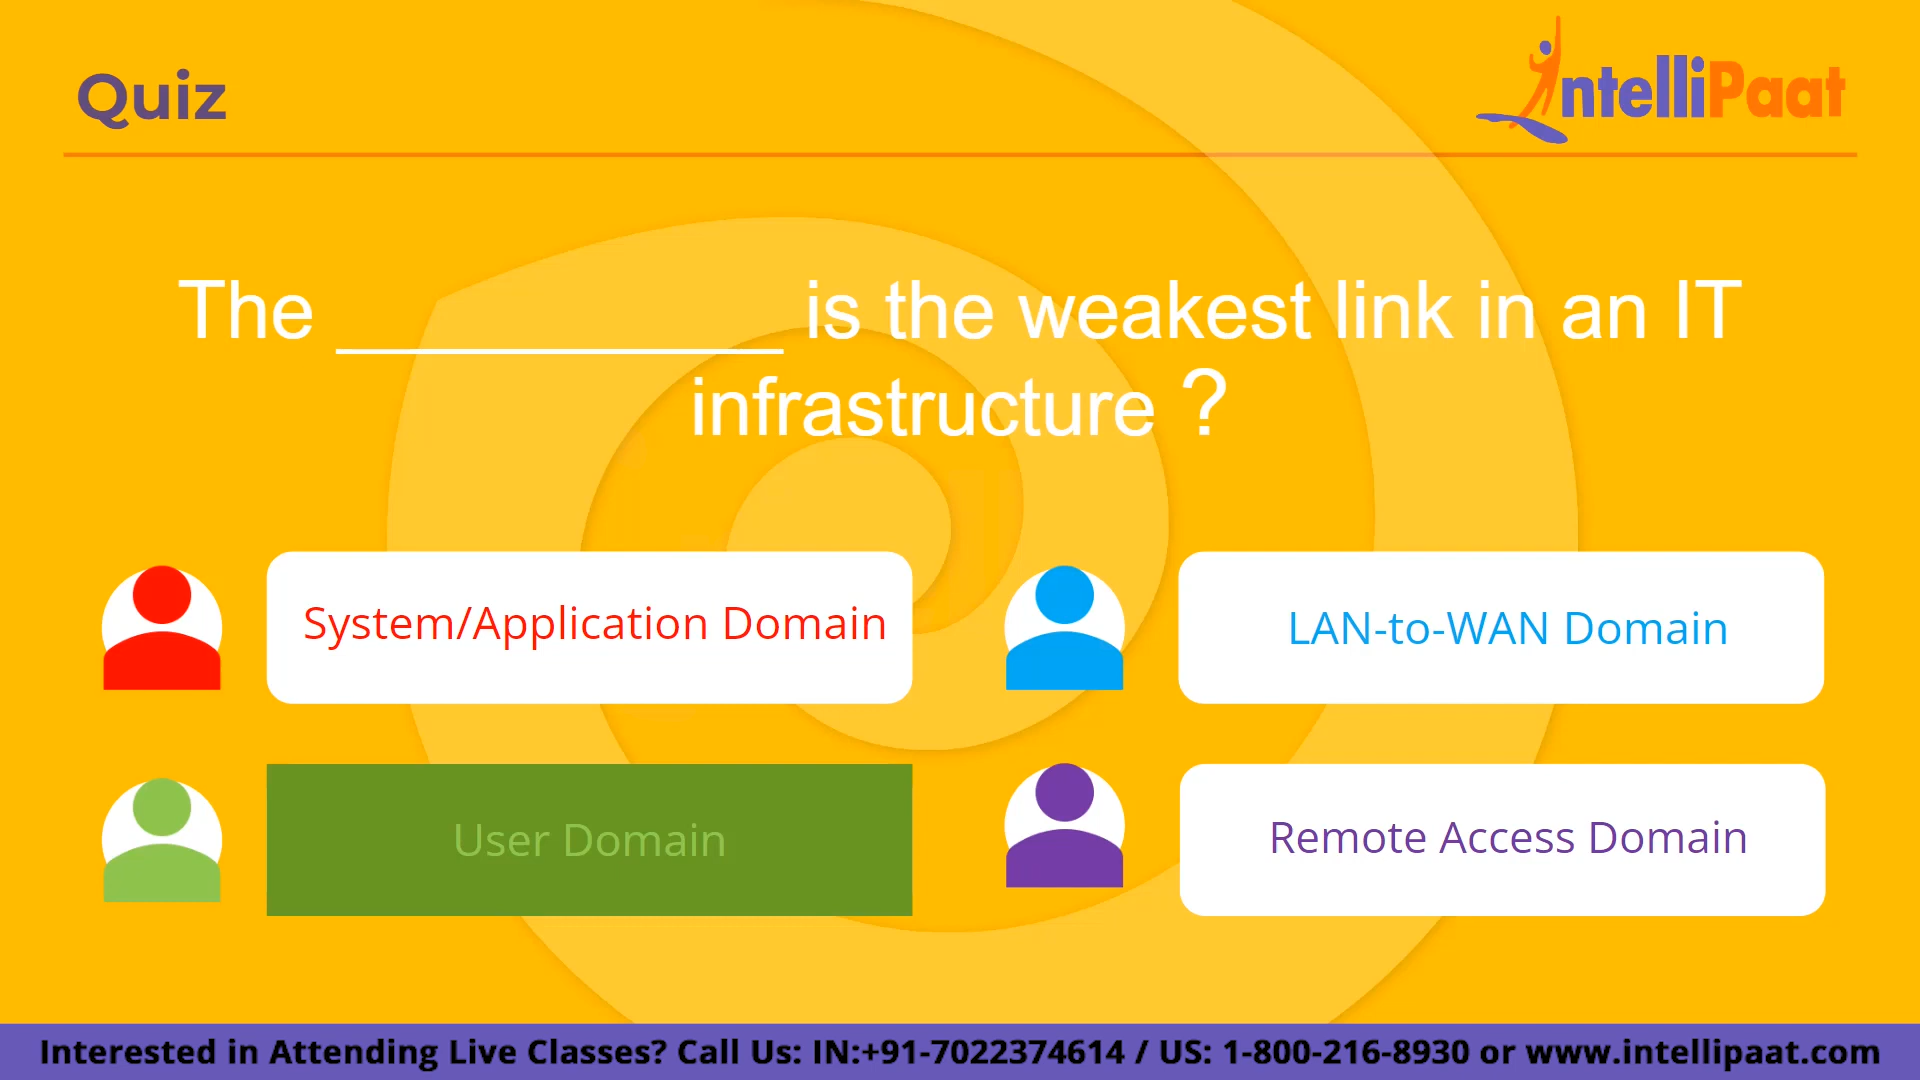 Quiz
ntelliPaat
The __________ is the weakest link in an IT
infrastructure ?
System/Application Domain
LAN-to-WAN Domain
User Domain
Remote Access Domain
Interested in Attending Live Classes? Call Us: IN:+91-7022374614 / US: 1-800-216-8930 or www.intellipaat.com